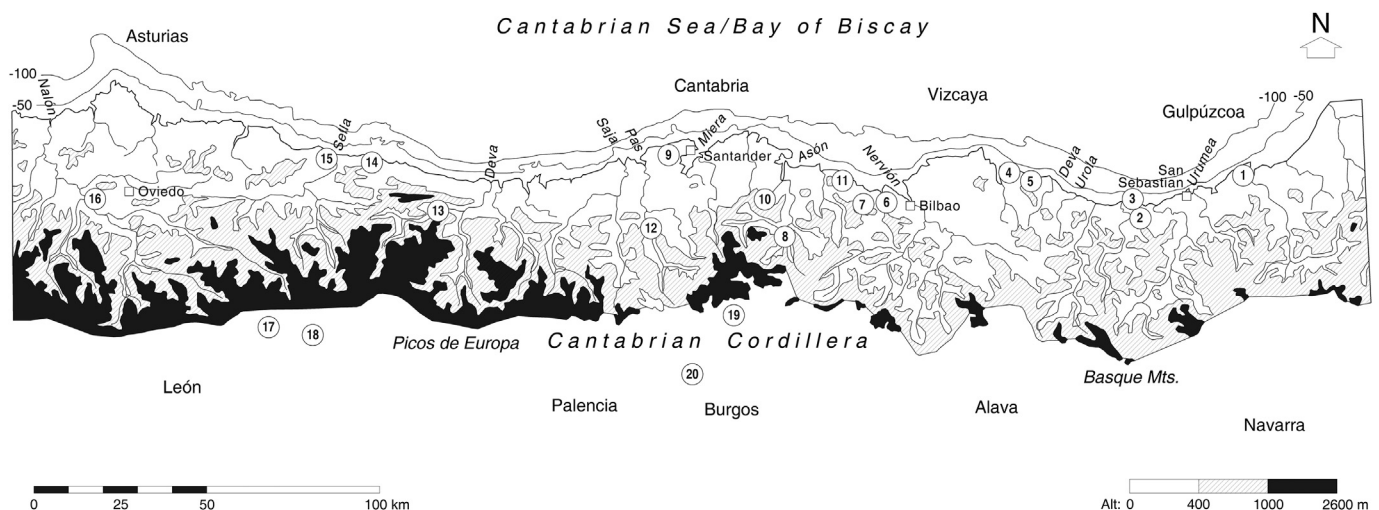 Cantabrian Sea/Bay of Biscay
N
Asturias
Cantabria
Vizcaya
Gulpúzcoa
-100
-50
-100
-50
Nalón
Sella
Deva
Saja
Pas
Miera
Asón
Nervión
Deva
Urola
Urumea
San
Sebastian
Santander
Oviedo
Bilbao
1
2
3
4
5
6
7
8
9
10
11
12
13
14
15
16
17
18
19
20
Picos de Europa
Cantabrian Cordillera
Basque Mts.
León
Palencia
Burgos
Alava
Navarra
0 25 50 100 km
Alt: 0 400 1000 2600 m